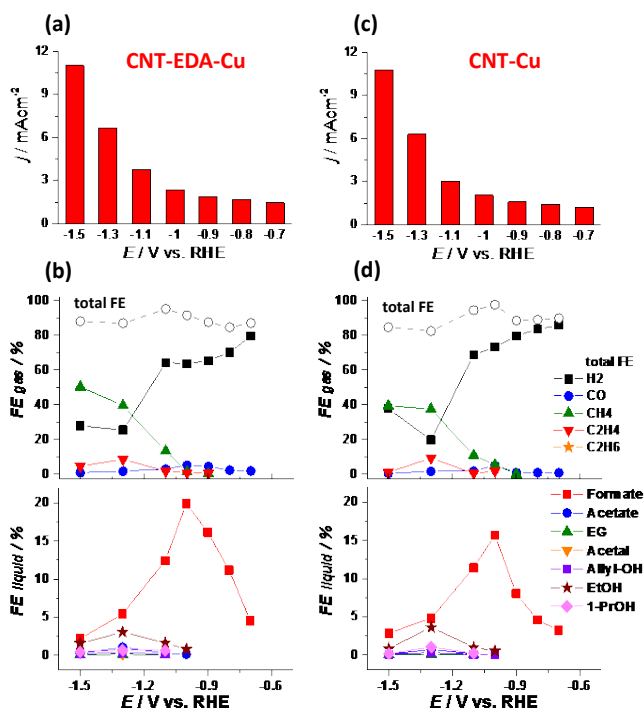 (a)
CNT-EDA-Cu
j / mAcm-2
12
9
6
3
0
-1.5 -1.3 -1.1 -1 -0.9 -0.8 -0.7
E / V vs. RHE
(c)
CNT-Cu
j / mAcm-2
12
9
6
3
0
-1.5 -1.3 -1.1 -1 -0.9 -0.8 -0.7
E / V vs. RHE
(b)
total FE
FE gas / %
100
80
60
40
20
0
FE liquid / %
20
15
10
5
0
-1.5 -1.2 -0.9 -0.6
E / V vs. RHE
(d)
total FE
FE gas / %
100
80
60
40
20
0
total FE
H2
CO
CH4
C2H4
C2H6
FE liquid / %
20
15
10
5
0
Formate
Acetate
EG
Acetal
Allyl-OH
EtOH
1-PrOH
-1.5 -1.2 -0.9 -0.6
E / V vs. RHE